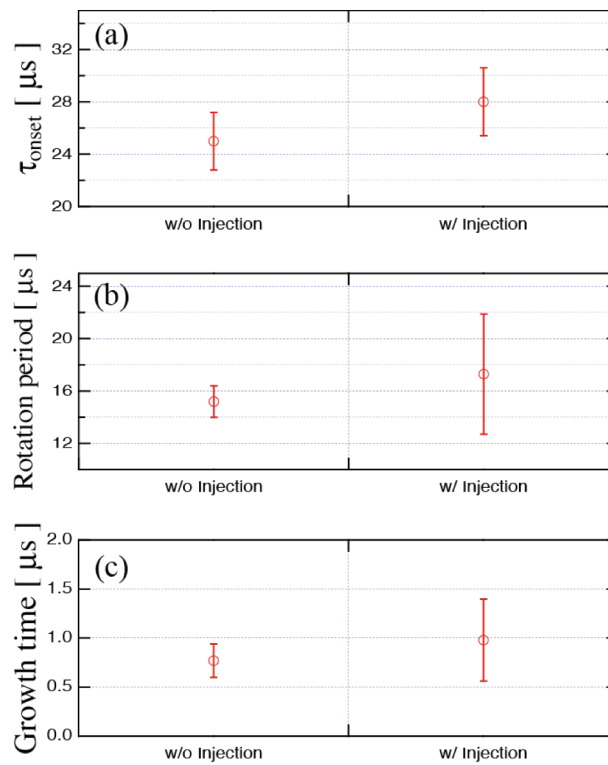 (a)
τonset [ μs]
32
28
24
20
w/o Injection w/ Injection
(b)
Rotation period [ μs]
24
20
16
12
w/o Injection w/ Injection
(c)
Growth time [ μs]
2.0
1.5
1.0
0.5
0.0
w/o Injection w/ Injection